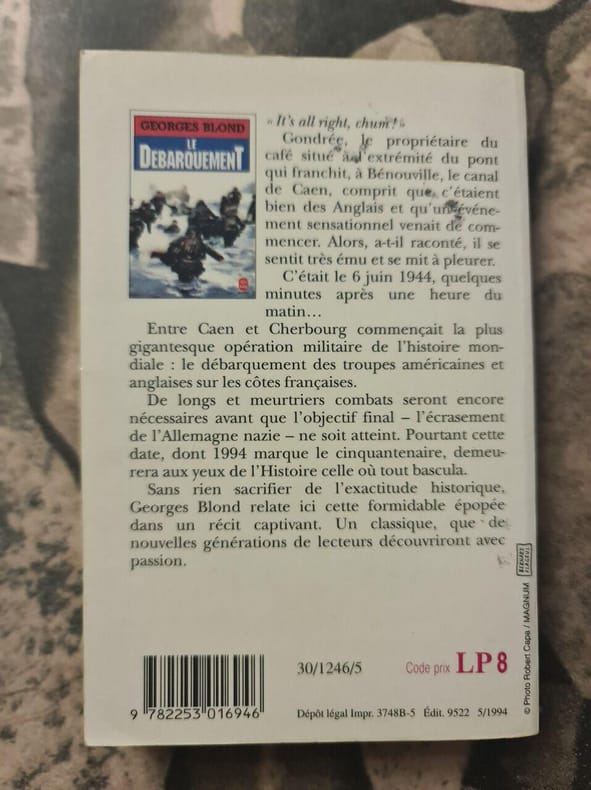 GEORGES BLOND
LE
DÉBARQUEMENT
« It's all right, chum ! »
Gondrée, le propriétaire du
café situé à l'extrémité du pont
qui franchit, à Bénouville, le canal
de Caen, comprit que c'étaient
bien des Anglais et qu'un événe-
ment sensationnel venait de com-
mencer. Alors, a-t-il raconté, il se
sentit très ému et se mit à pleurer.
C'était le 6 juin 1944, quelques
minutes après une heure du
matin…
Entre Caen et Cherbourg commençait la plus
gigantesque opération militaire de l'histoire mon-
diale : le débarquement des troupes américaines et
anglaises sur les côtes françaises.
De longs et meurtriers combats seront encore
nécessaires avant que l'objectif final – l'écrasement
de l'Allemagne nazie – ne soit atteint. Pourtant cette
date, dont 1994 marque le cinquantenaire, demeu-
rera aux yeux de l'Histoire celle où tout bascula.
Sans rien sacrifier de l'exactitude historique,
Georges Blond relate ici cette formidable épopée
dans un récit captivant. Un classique, que de
nouvelles générations de lecteurs découvriront avec
passion.
© Photo Robert Capa / MAGNUM
30/1246/5
Code prix LP 8
9 782253 016946
Dépôt légal Impr. 3748B-5 Édit. 9522 5/1994